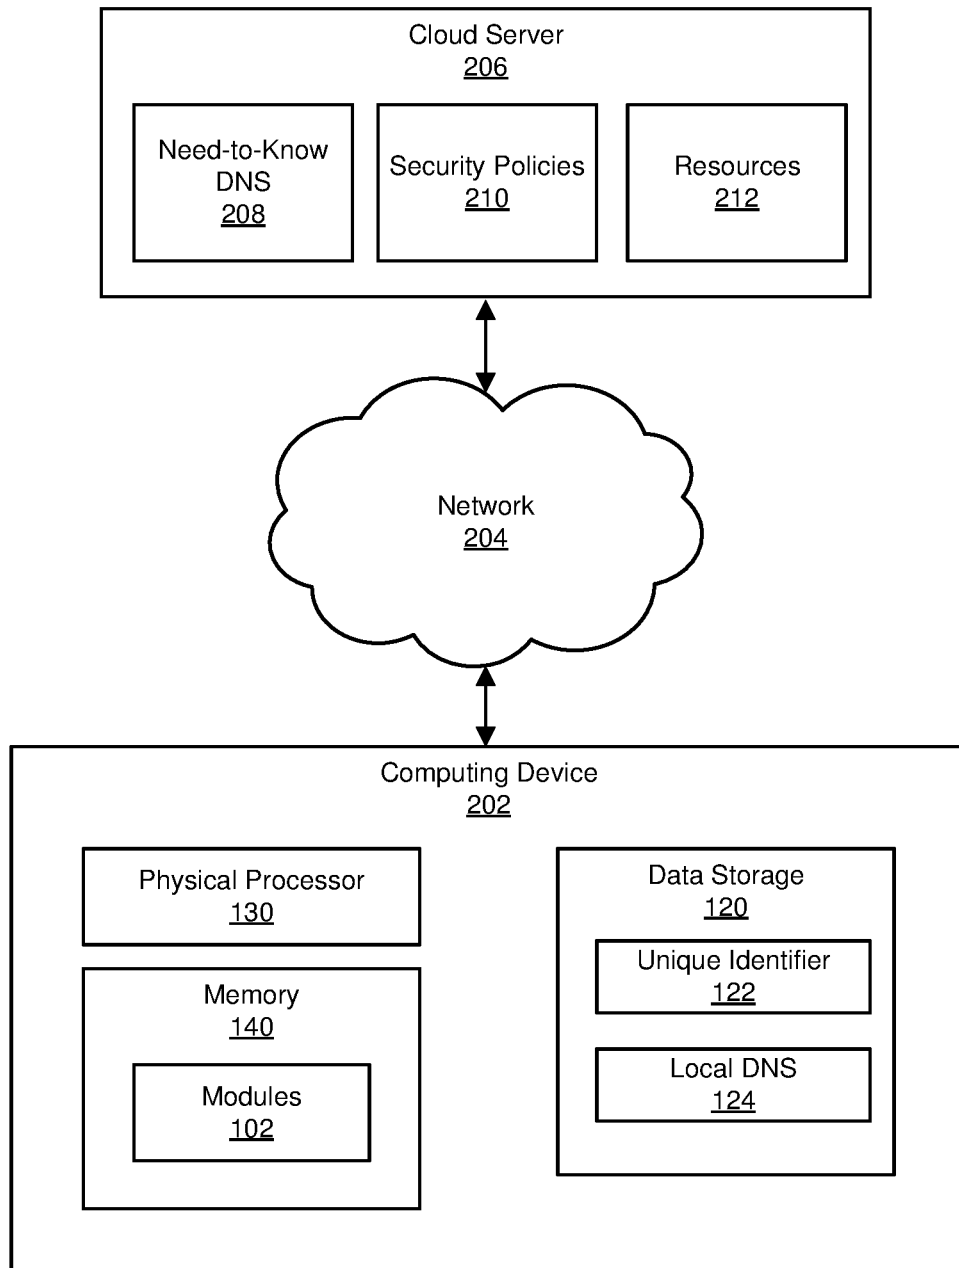 Cloud Server
206
Need-to-Know
DNS
208
Security Policies
210
Resources
212
Network
204
Computing Device
202
Physical Processor
130
Memory
140
Modules
102
Data Storage
120
Unique Identifier
122
Local DNS
124